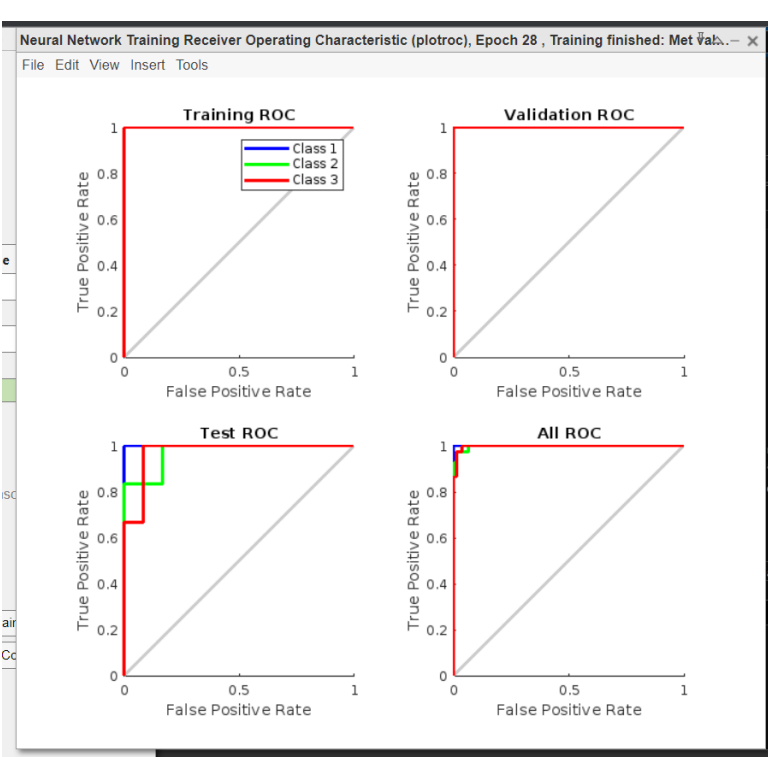 Neural Network Training Receiver Operating Characteristic (plotroc), Epoch 28 , Training finished: Met val...
File Edit View Insert Tools
Training ROC
1
0.8
0.6
0.4
0.2
0
0 0.5 1
True Positive Rate
False Positive Rate
Class 1
Class 2
Class 3
Validation ROC
1
0.8
0.6
0.4
0.2
0
0 0.5 1
True Positive Rate
False Positive Rate
Test ROC
1
0.8
0.6
0.4
0.2
0
0 0.5 1
True Positive Rate
False Positive Rate
All ROC
1
0.8
0.6
0.4
0.2
0
0 0.5 1
True Positive Rate
False Positive Rate
e
air
Co